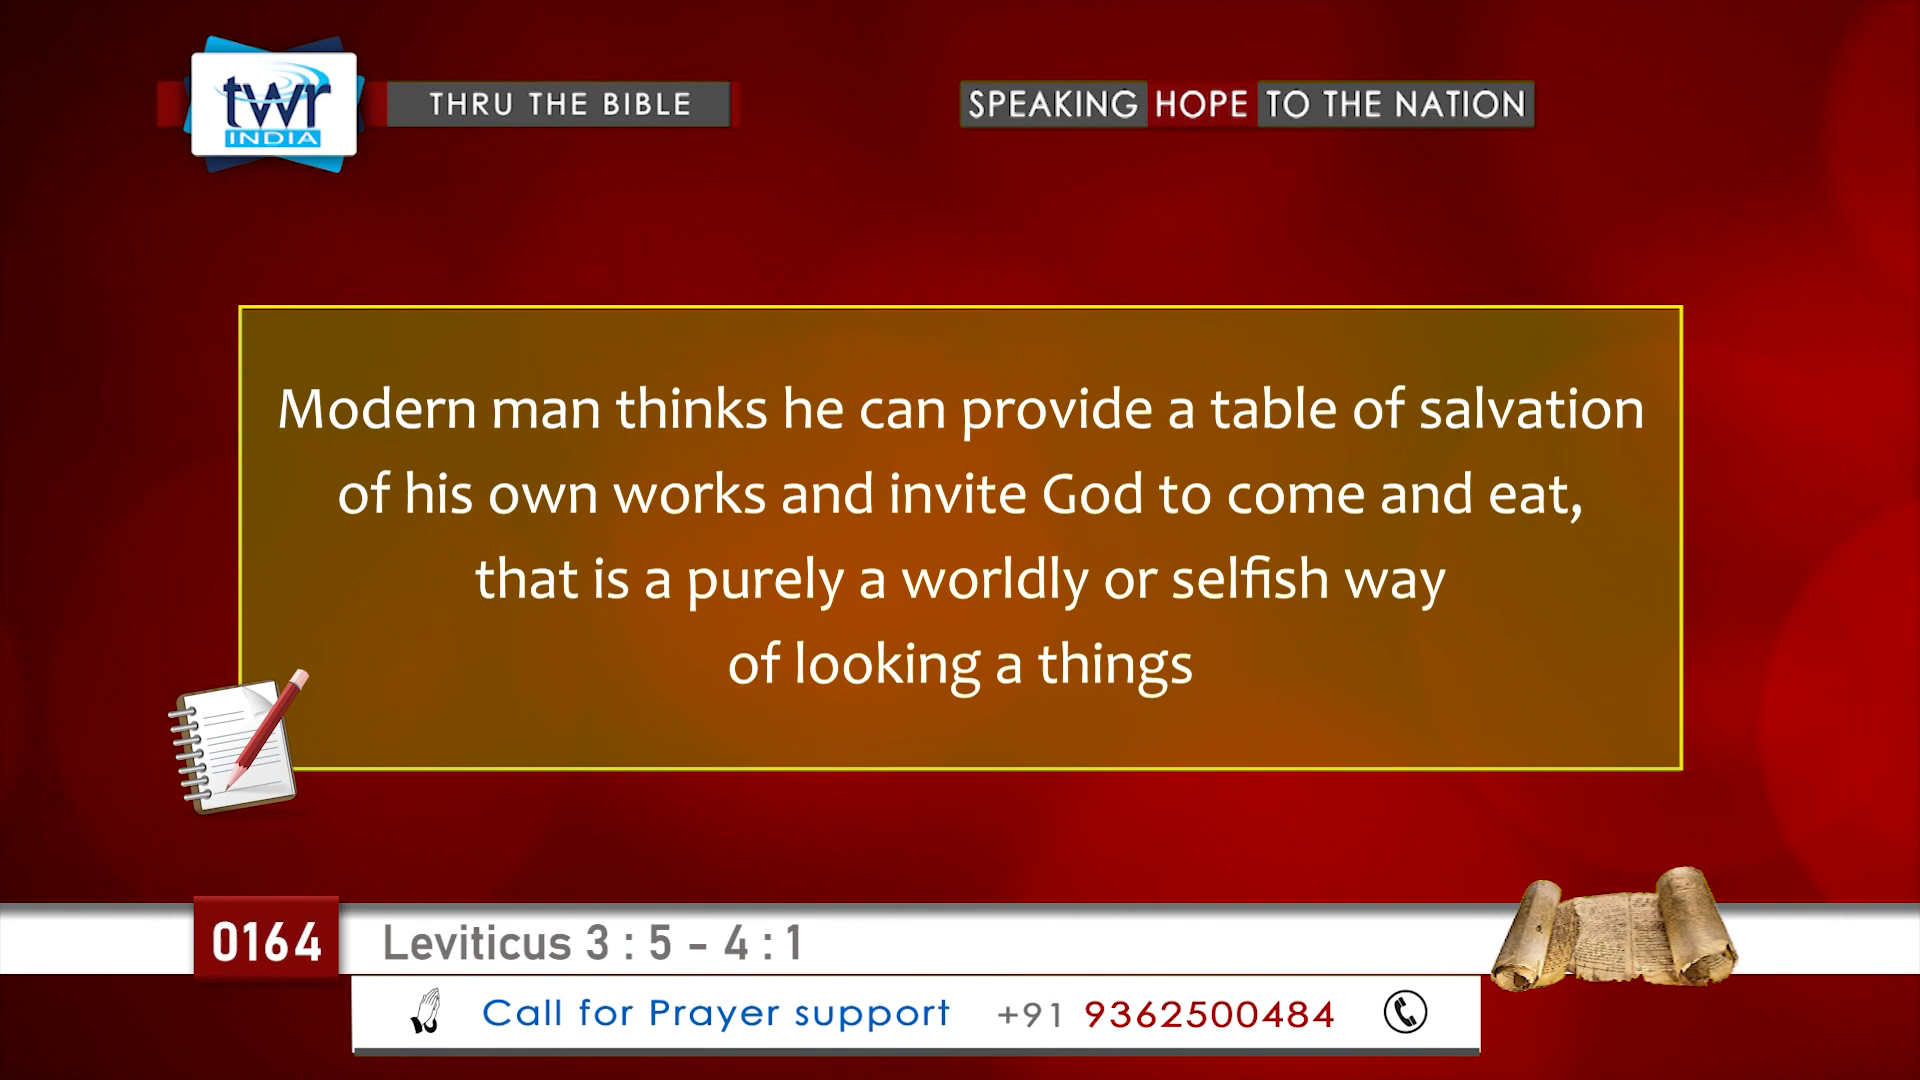 twr
INDIA
THRU THE BIBLE
SPEAKING HOPE TO THE NATION
Modern man thinks he can provide a table of salvation
of his own works and invite God to come and eat,
that is a purely a worldly or selfish way
of looking a things
0164
Leviticus 3 : 5 - 4 : 1
Call for Prayer support +91 9362500484